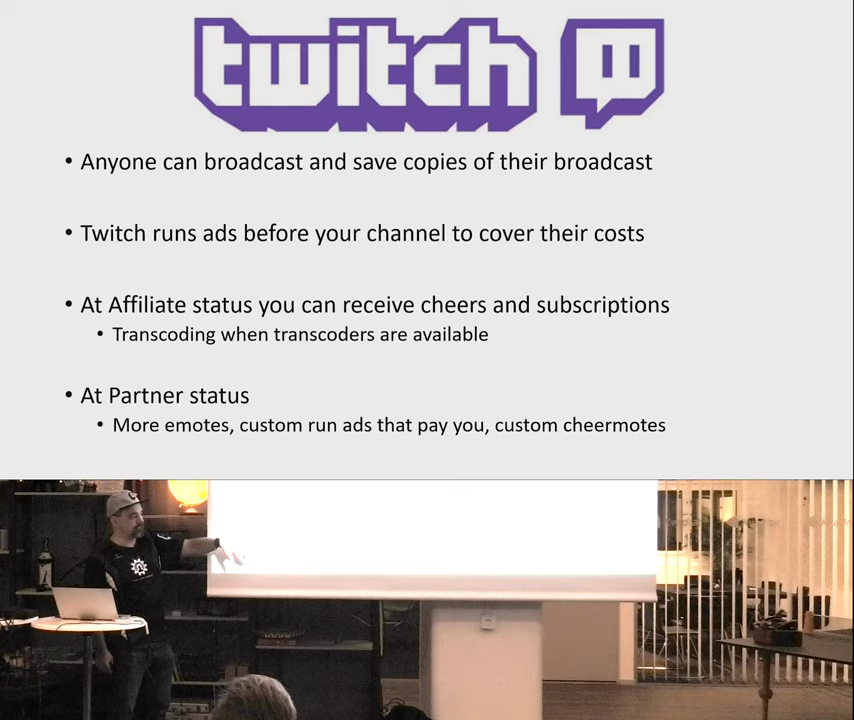 twitch
• Anyone can broadcast and save copies of their broadcast
• Twitch runs ads before your channel to cover their costs
• At Affiliate status you can receive cheers and subscriptions
• Transcoding when transcoders are available
• At Partner status
• More emotes, custom run ads that pay you, custom cheermotes